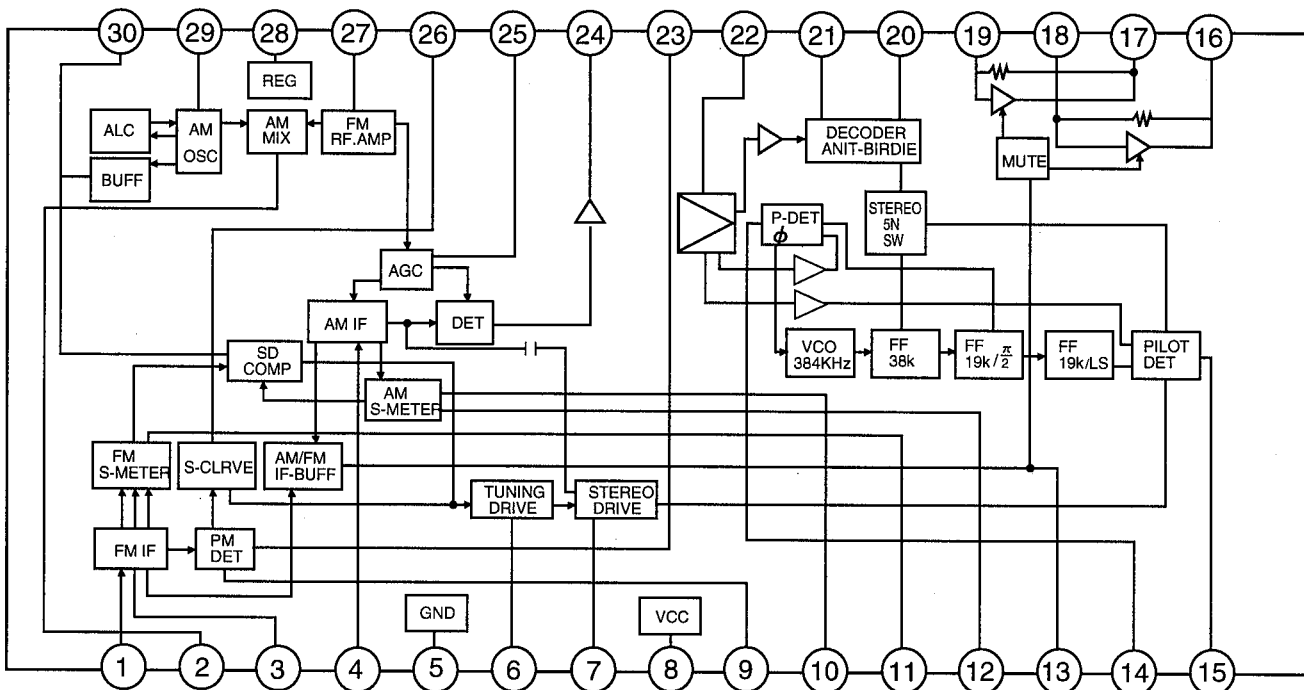 30 29 28 27 26 25 24 23 22 21 20 19 18 17 16
REG
ALC
AM
OSC
AM
MIX
FM
RF.AMP
BUFF
DECODER
ANIT-BIRDIE
MUTE
STEREO
5N
SW
P-DET
ϕ
AGC
AM IF
DET
SD
COMP
VCO
384KHz
FF
38k
FF
19k/π/2
FF
19k/LS
PILOT
DET
AM
S-METER
FM
S-METER
S-CLRVE
AM/FM
IF-BUFF
TUNING
DRIVE
STEREO
DRIVE
FM IF
PM
DET
GND
VCC
1 2 3 4 5 6 7 8 9 10 11 12 13 14 15